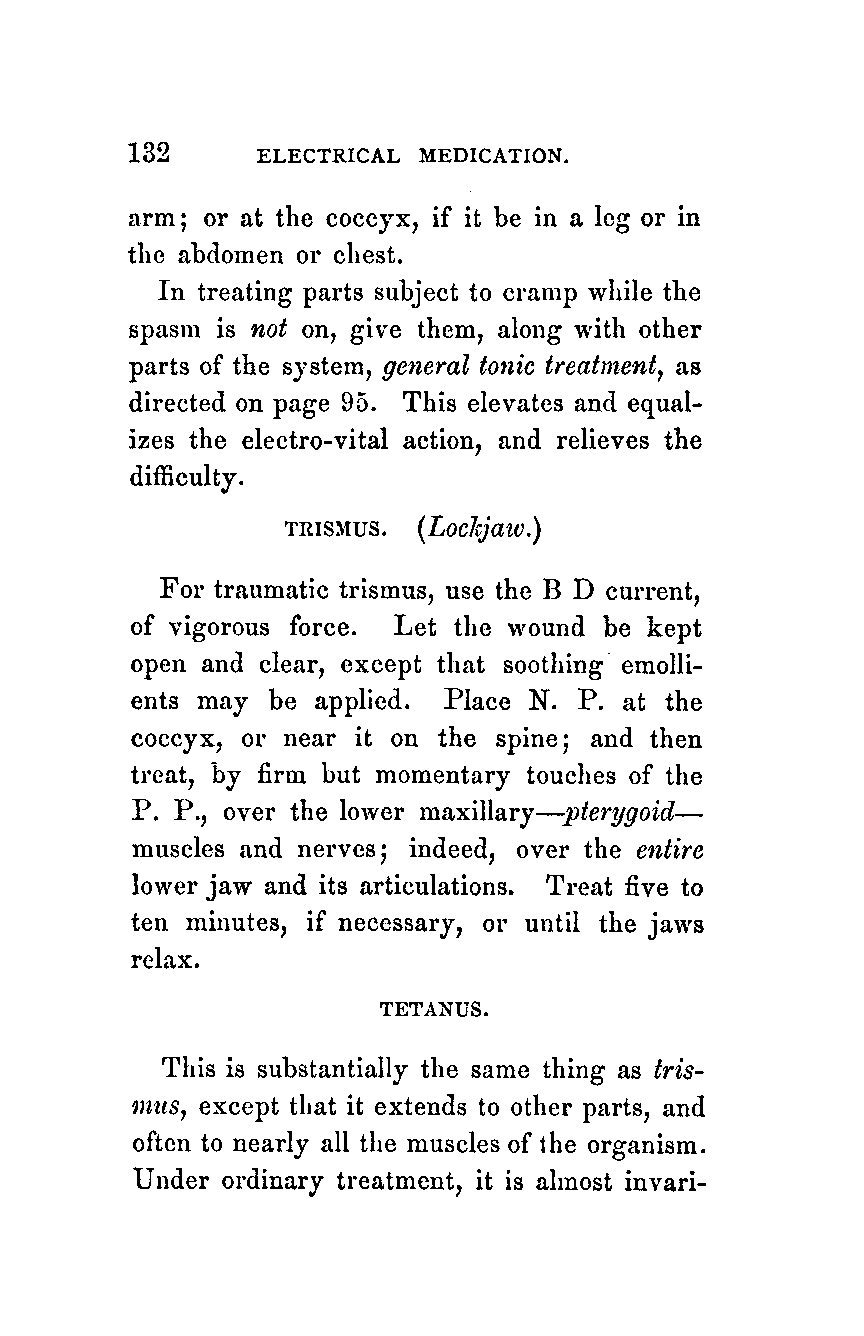 132 ELECTRICAL MEDICATION.
arm; or at the coccyx, if it be in a leg or in
the abdomen or chest.
In treating parts subject to cramp while the
spasm is not on, give them, along with other
parts of the system, general tonic treatment, as
directed on page 95. This elevates and equal-
izes the electro-vital action, and relieves the
difficulty.
TRISMUS. (Lockjaw.)
For traumatic trismus, use the B D current,
of vigorous force. Let the wound be kept
open and clear, except that soothing emolli-
ents may be applied. Place N. P. at the
coccyx, or near it on the spine; and then
treat, by firm but momentary touches of the
P. P., over the lower maxillary—pterygoid—
muscles and nerves; indeed, over the entire
lower jaw and its articulations. Treat five to
ten minutes, if necessary, or until the jaws
relax.
TETANUS.
This is substantially the same thing as tris-
mus, except that it extends to other parts, and
often to nearly all the muscles of the organism.
Under ordinary treatment, it is almost invari-